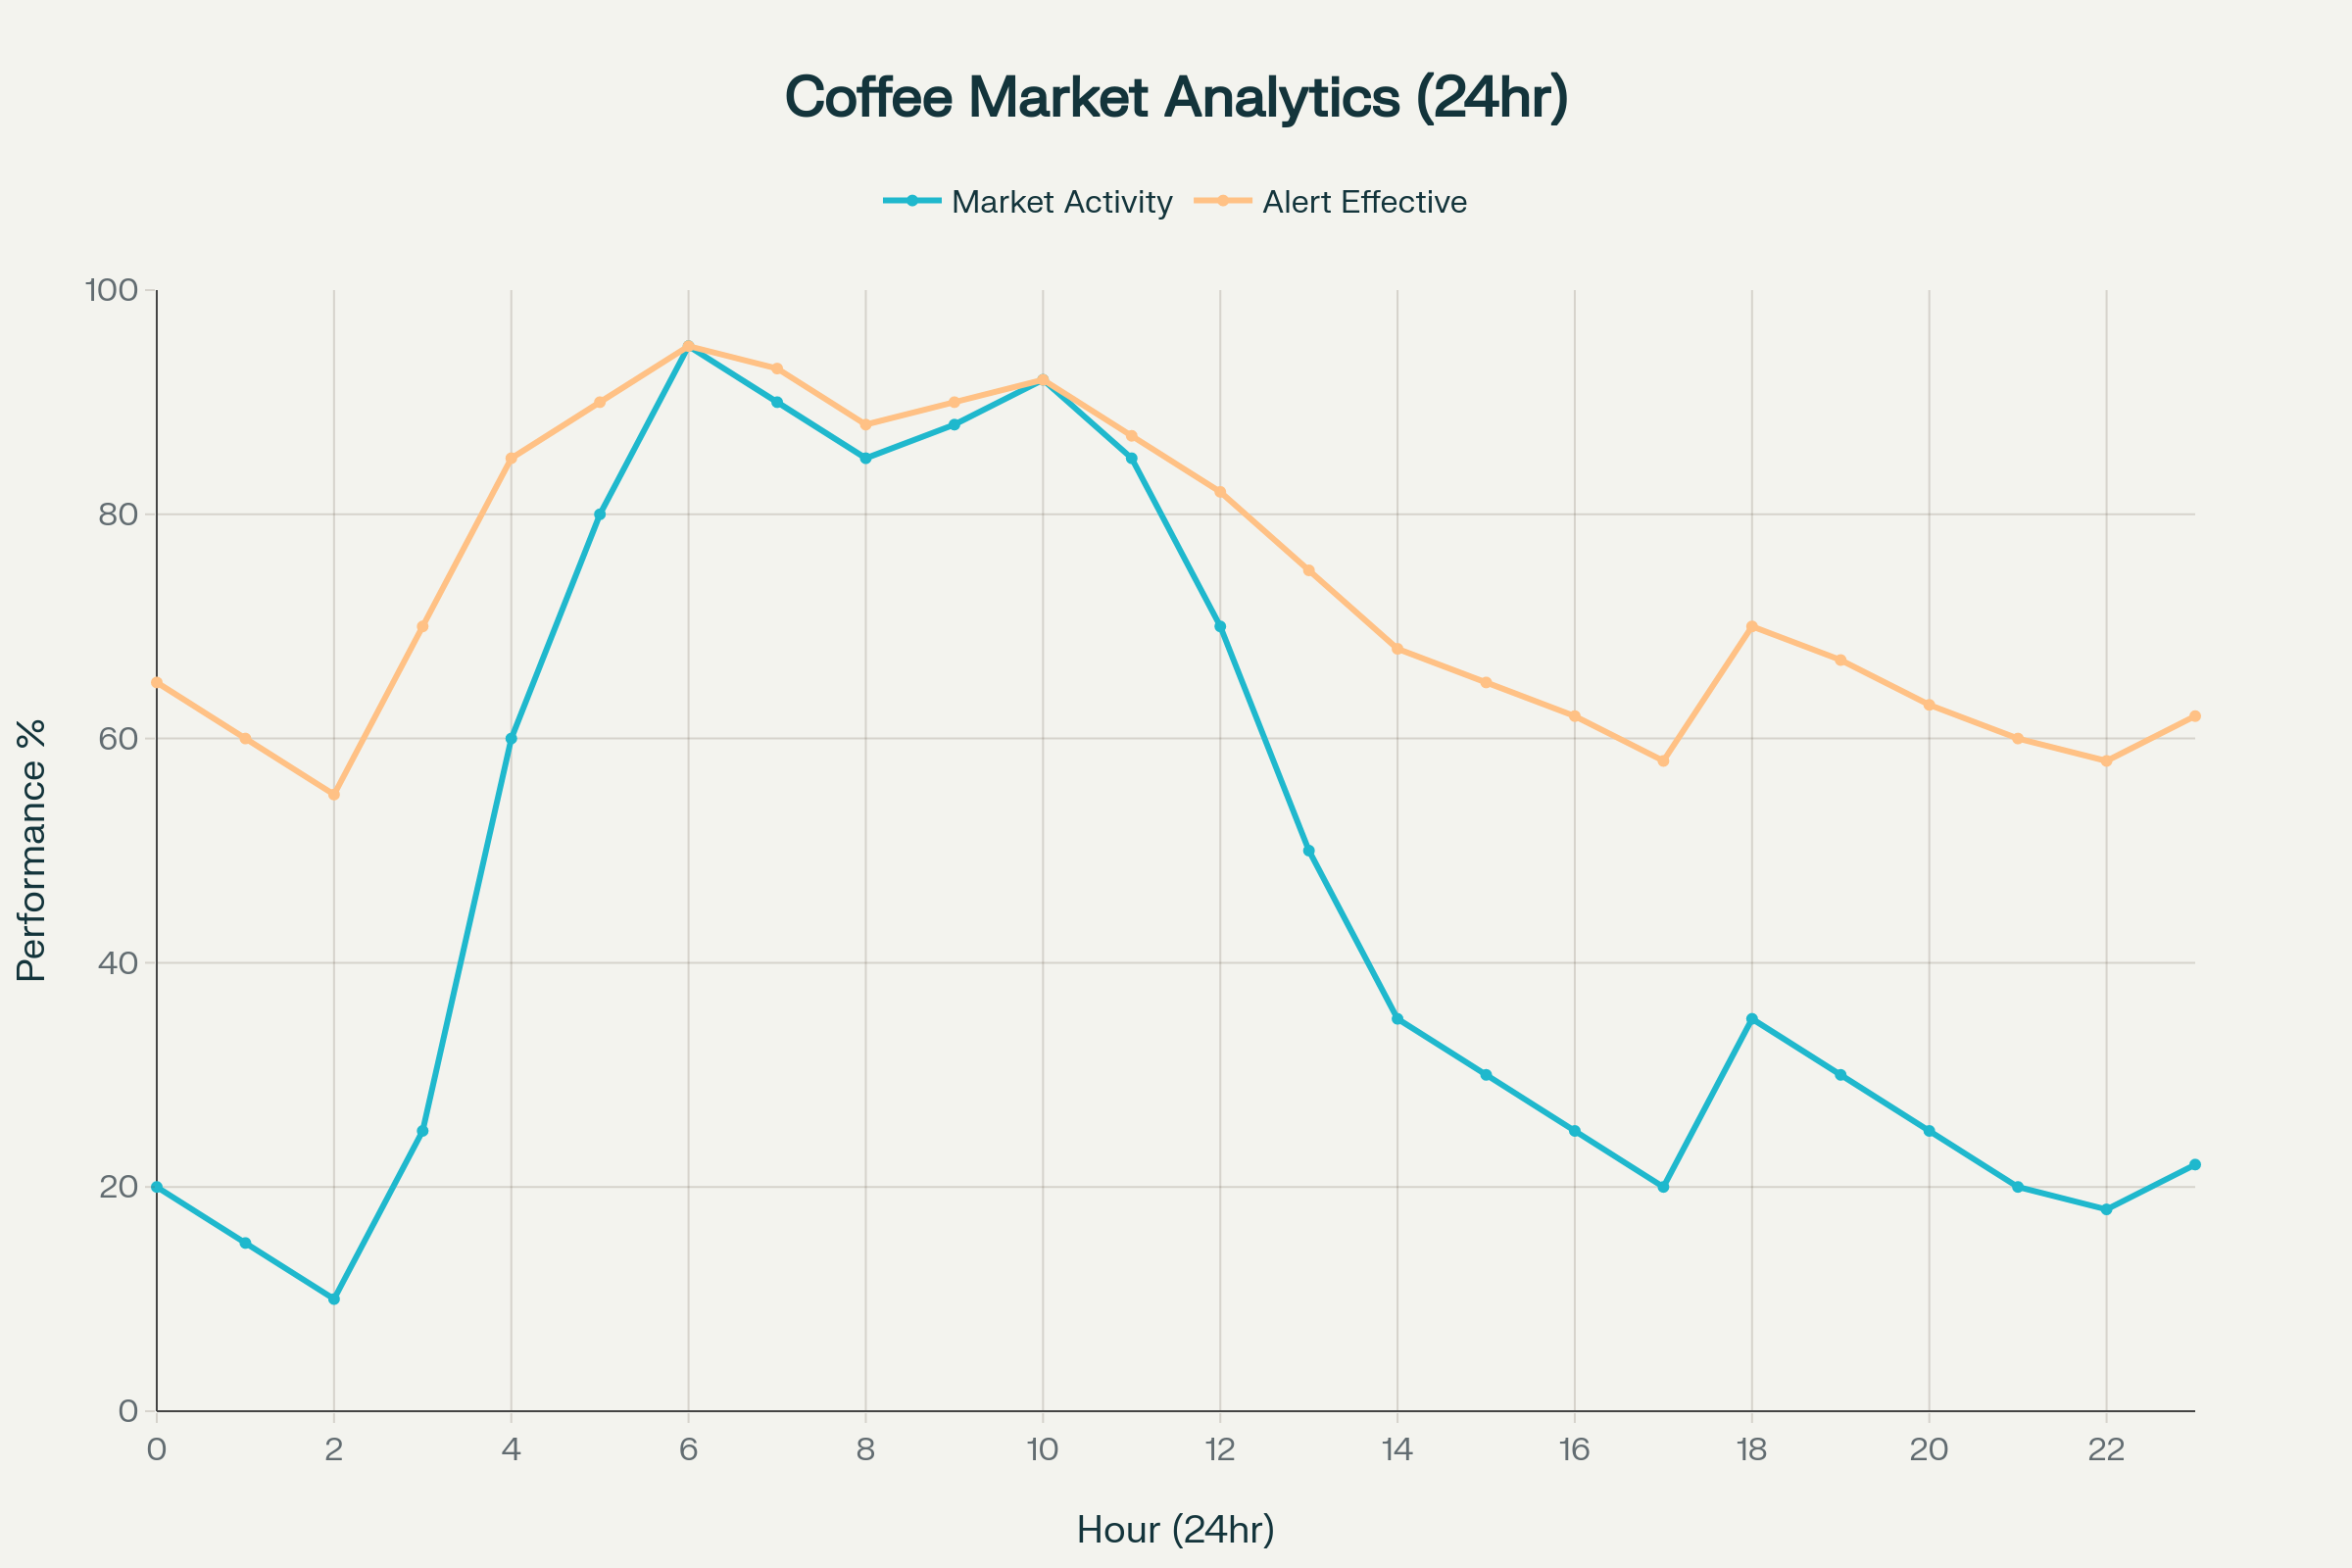 Coffee Market Analytics (24hr)
Market Activity Alert Effective
100
80
60
40
20
0
Performance %
0 2 4 6 8 10 12 14 16 18 20 22
Hour (24hr)